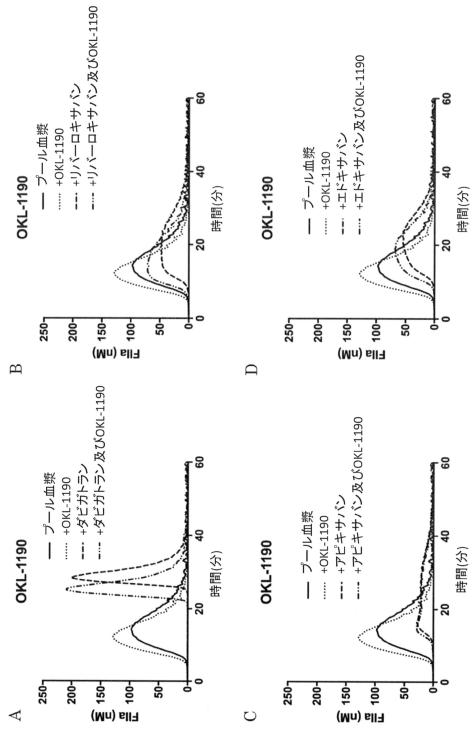 A
OKL-1190
プール血漿
+OKL-1190
+ダビガトラン
+ダビガトラン及びOKL-1190
FIIa (nM)
250
200
150
100
50
0
0
20
40
60
時間(分)
B
OKL-1190
プール血漿
+OKL-1190
+リバーロキサバン
+リバーロキサバン及びOKL-1190
FIIa (nM)
250
200
150
100
50
0
0
20
40
60
時間(分)
C
OKL-1190
プール血漿
+OKL-1190
+アピキサバン
+アピキサバン及びOKL-1190
FIIa (nM)
250
200
150
100
50
0
0
20
40
60
時間(分)
D
OKL-1190
プール血漿
+OKL-1190
+エドキサバン
+エドキサバン及びOKL-1190
FIIa (nM)
250
200
150
100
50
0
0
20
40
60
時間(分)